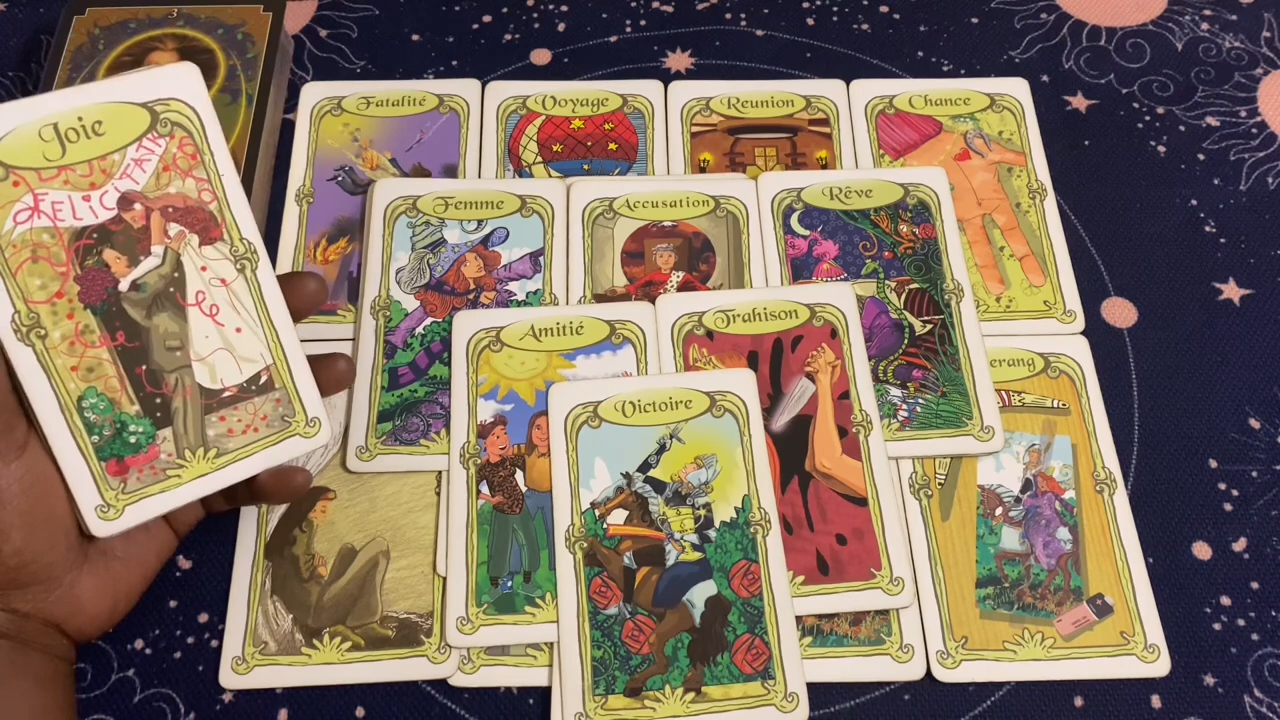 3
Joie
FELICITATI
Fatalité
Voyage
Reunion
Chance
Femme
Accusation
Rêve
Amitié
Trahison
erang
Victoire